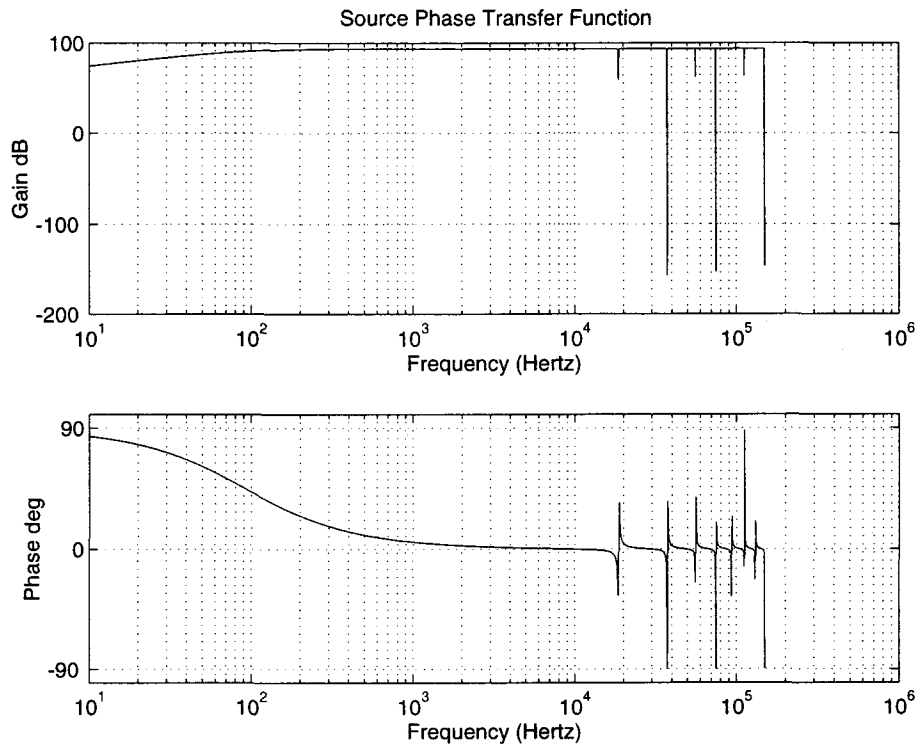 Source Phase Transfer Function
Gain dB
100
0
-100
-200
10^1 10^2 10^3 10^4 10^5 10^6
Frequency (Hertz)
Phase deg
90
0
-90
10^1 10^2 10^3 10^4 10^5 10^6
Frequency (Hertz)